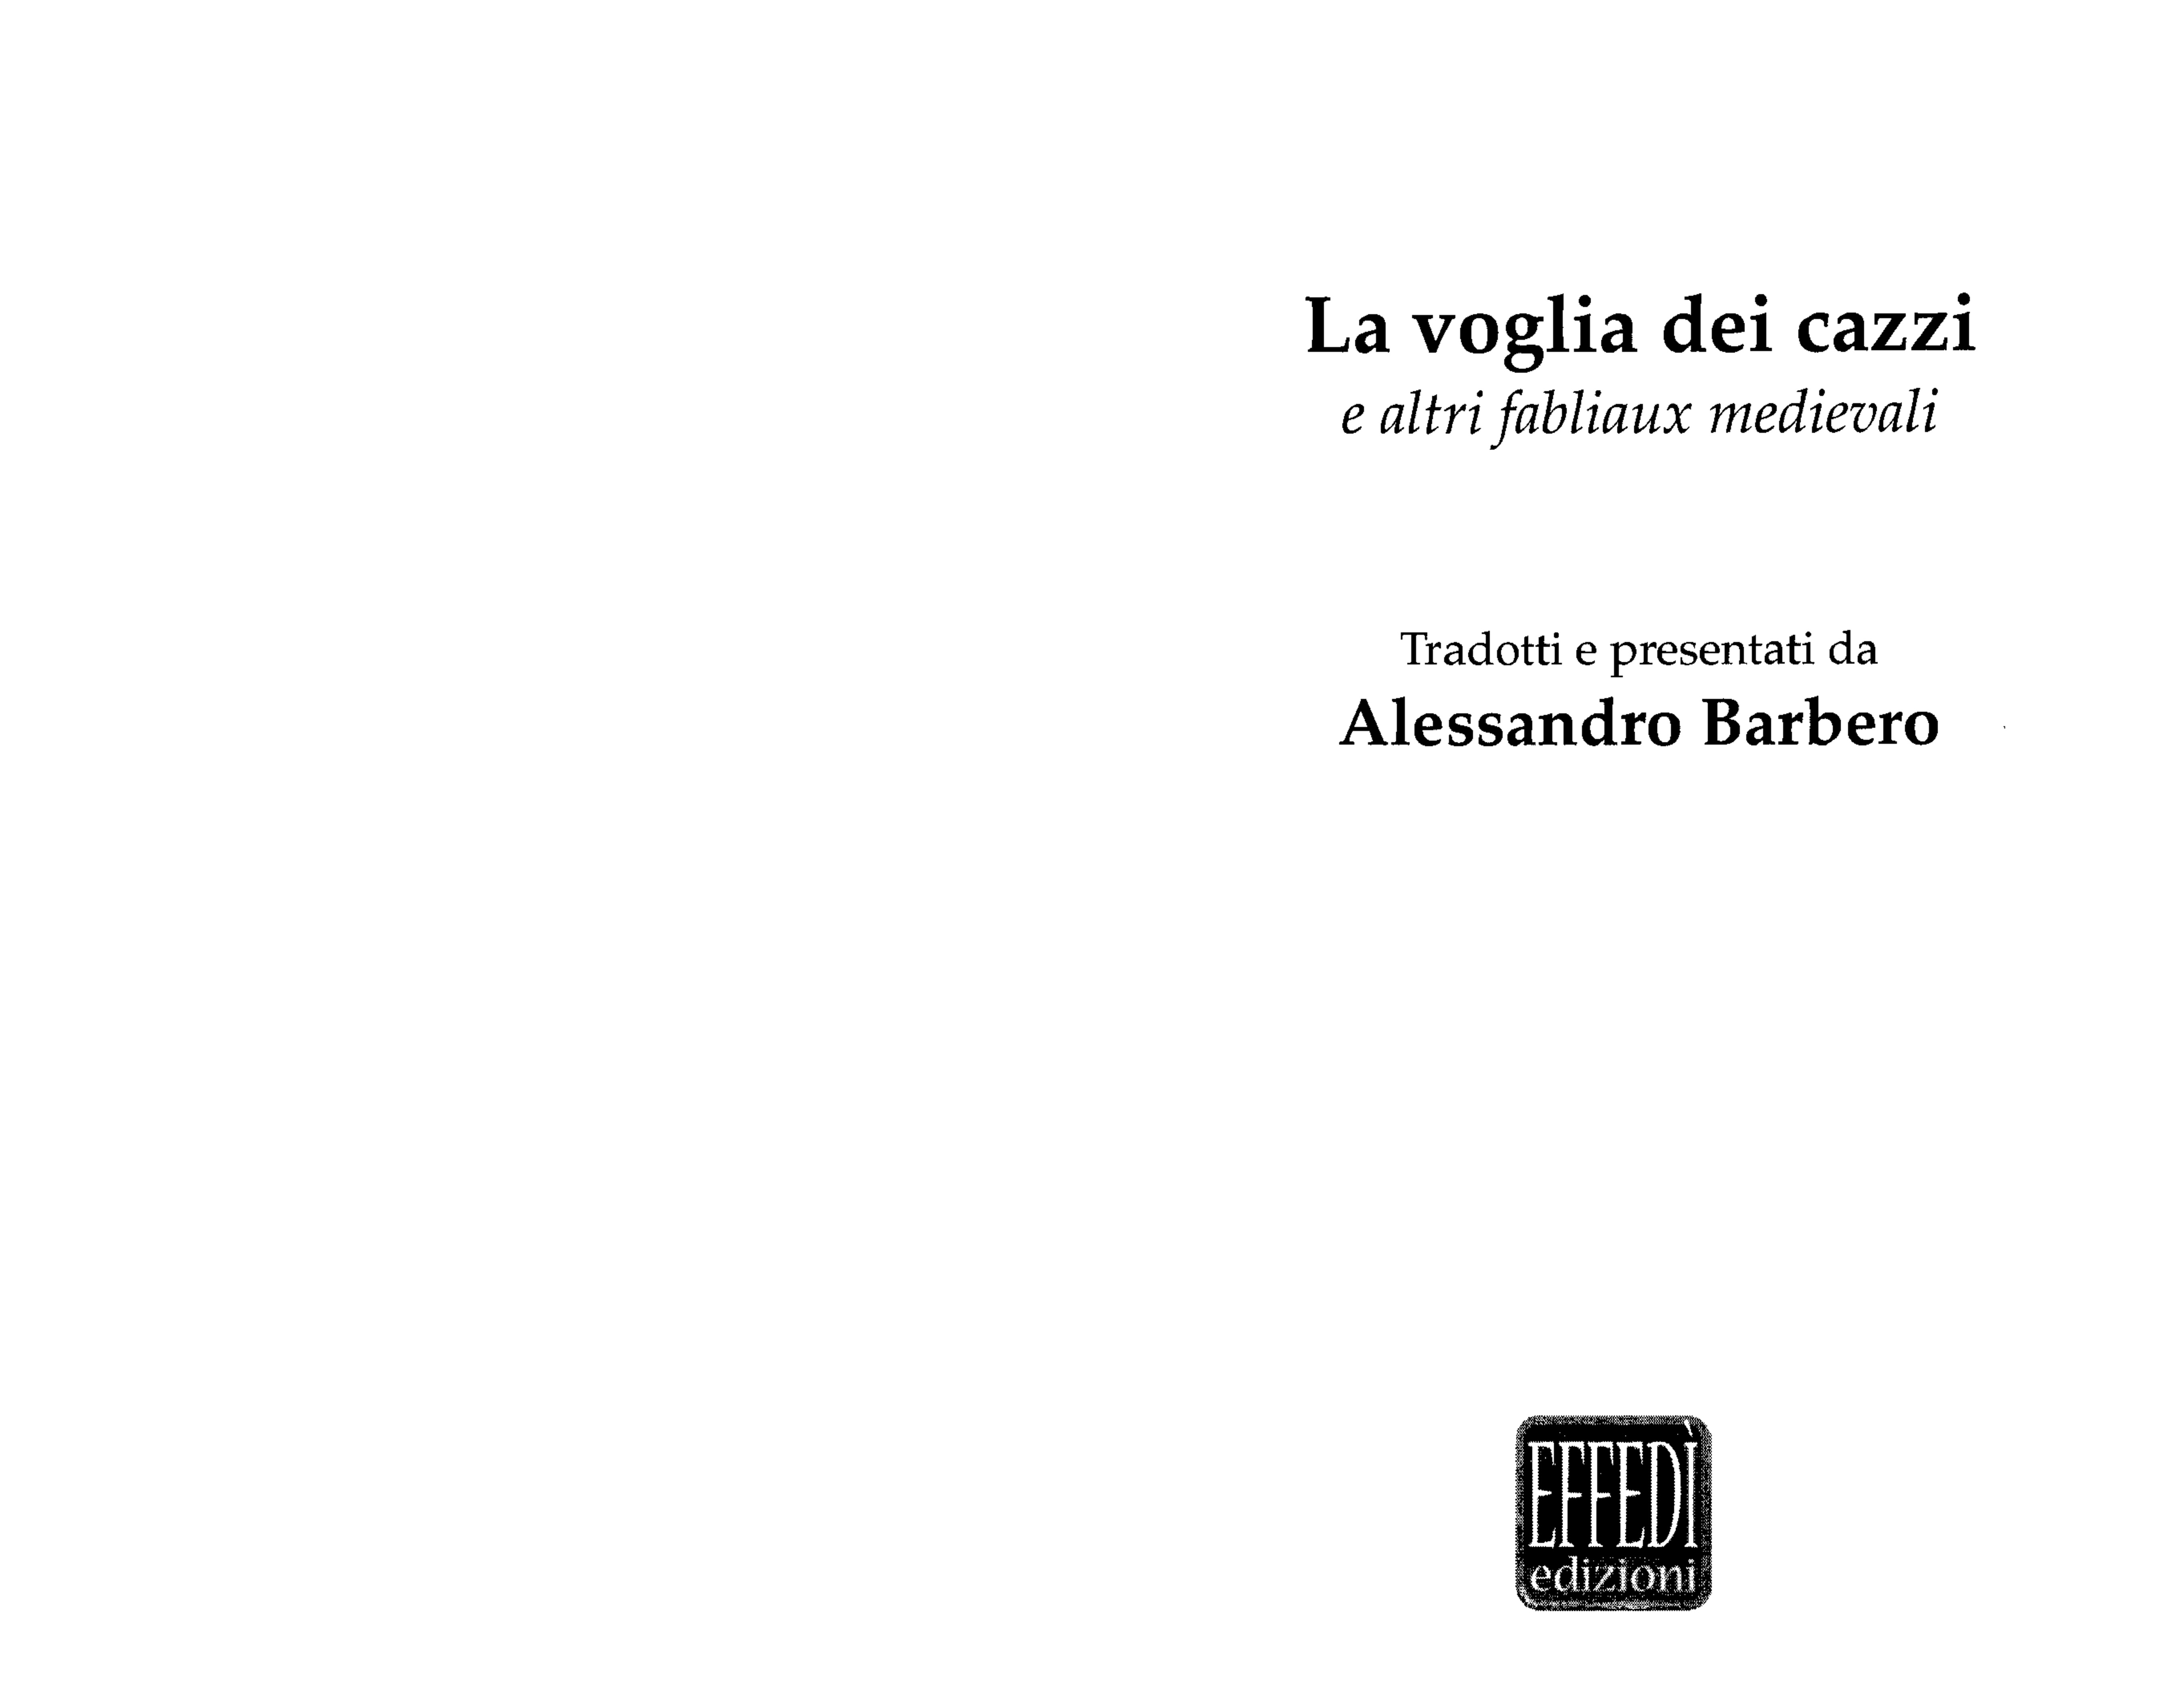 La voglia dei cazzi
e altri fabliaux medievali
Tradotti e presentati da
Alessandro Barbero
EFFEDÌ
edizioni